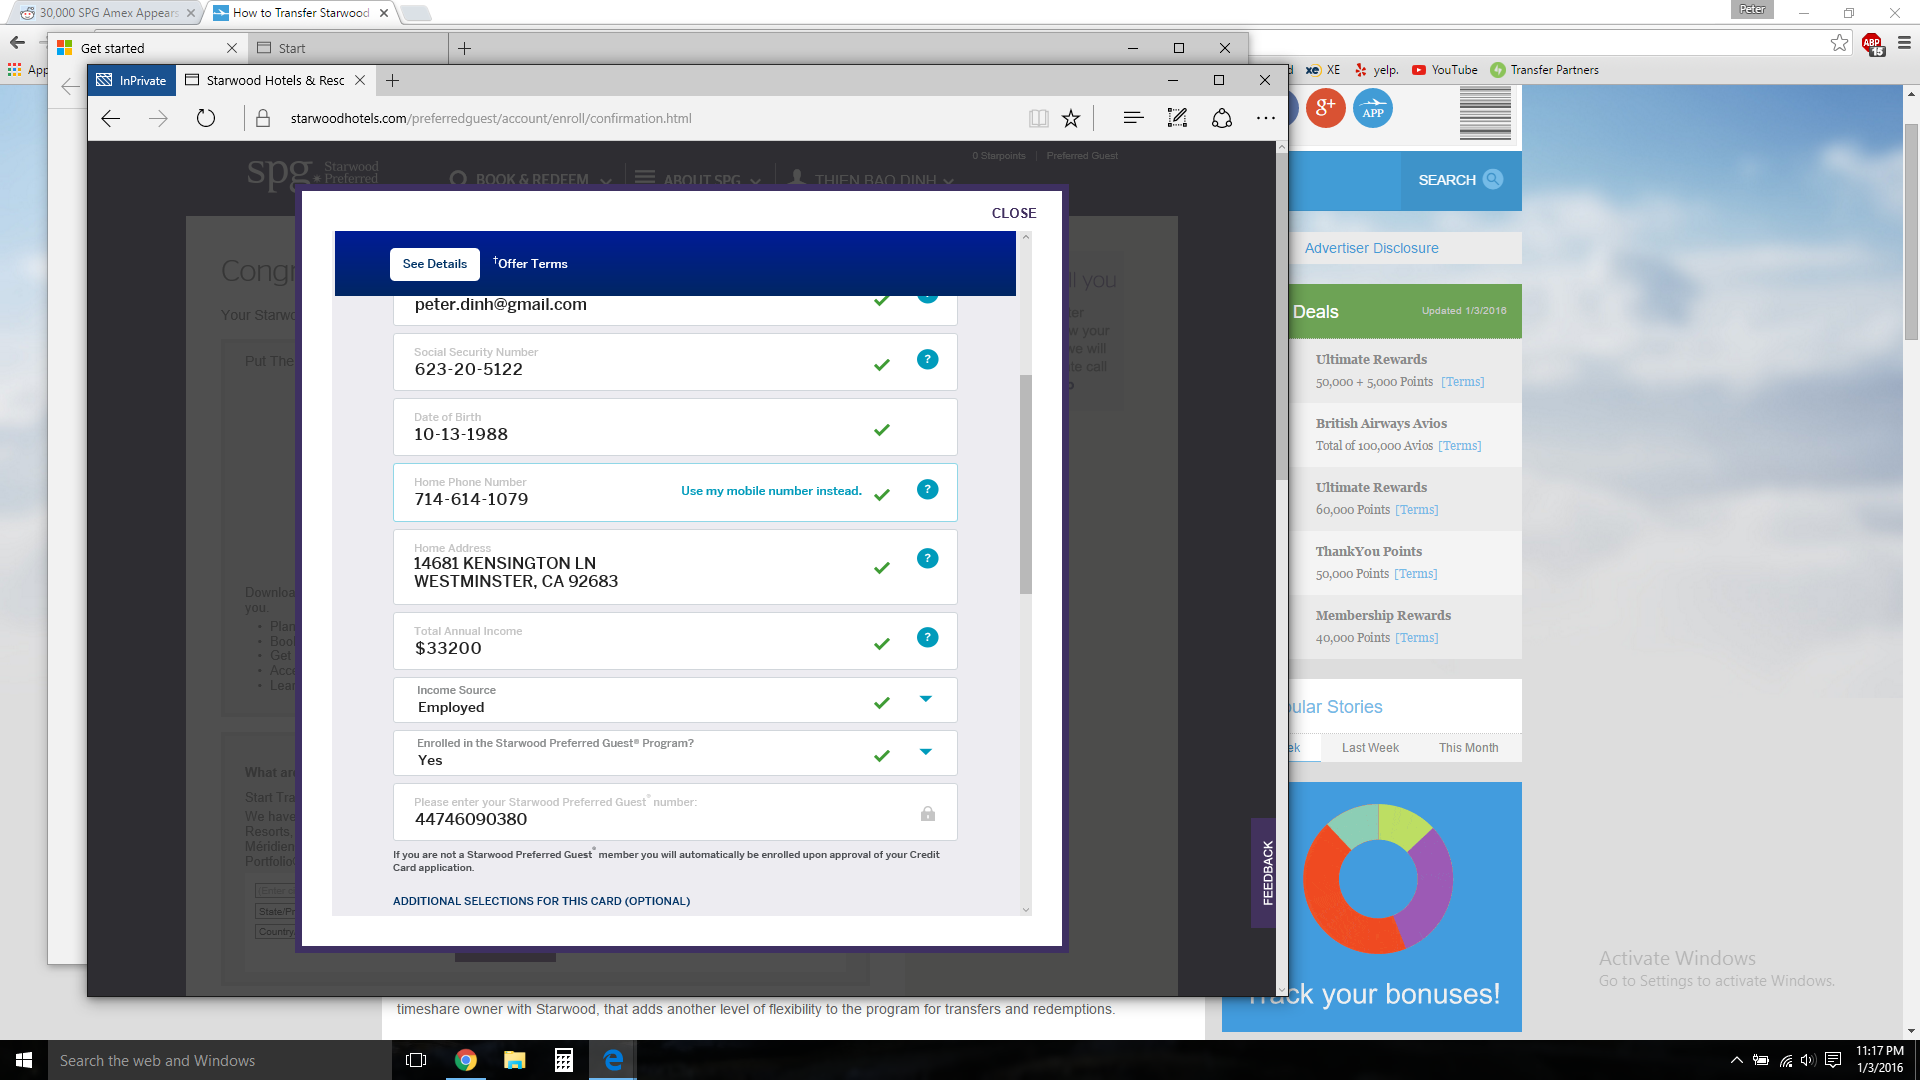 30,000 SPG Amex Appears
How to Transfer Starwood
Peter
Get started
Start
InPrivate
Starwood Hotels & Resc
ABP
15
XE
yelp.
YouTube
Transfer Partners
starwoodhotels.com/preferredguest/account/enroll/confirmation.html
0 Starpoints
Preferred Guest
spg
Starwood
Preferred
BOOK & REDEEM
ABOUT SPG
THIEN BAO DINH
CLOSE
See Details
†Offer Terms
peter.dinh@gmail.com
Social Security Number
623-20-5122
Date of Birth
10-13-1988
Home Phone Number
714-614-1079
Use my mobile number instead.
Home Address
14681 KENSINGTON LN
WESTMINSTER, CA 92683
Total Annual Income
$33200
Income Source
Employed
Enrolled in the Starwood Preferred Guest® Program?
Yes
Please enter your Starwood Preferred Guest® number:
44746090380
If you are not a Starwood Preferred Guest® member you will automatically be enrolled upon approval of your Credit
Card application.
ADDITIONAL SELECTIONS FOR THIS CARD (OPTIONAL)
FEEDBACK
g+
APP
SEARCH
Advertiser Disclosure
Deals
Updated 1/3/2016
Ultimate Rewards
50,000 + 5,000 Points [Terms]
British Airways Avios
Total of 100,000 Avios [Terms]
Ultimate Rewards
60,000 Points [Terms]
ThankYou Points
50,000 Points [Terms]
Membership Rewards
40,000 Points [Terms]
ular Stories
ek
Last Week
This Month
ck your bonuses!
Activate Windows
Go to Settings to activate Windows.
timeshare owner with Starwood, that adds another level of flexibility to the program for transfers and redemptions.
Search the web and Windows
11:17 PM
1/3/2016